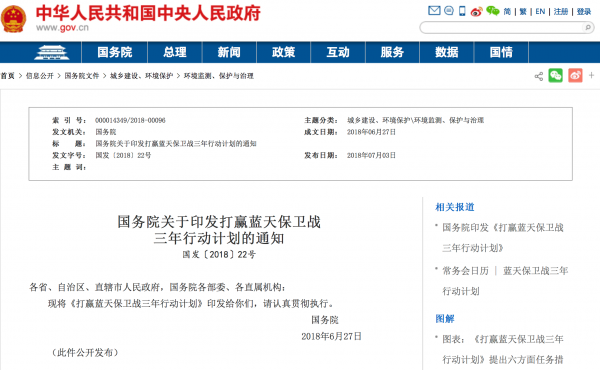 中华人民共和国中央人民政府
www.gov.cn
简 | 繁 | EN | 注册 | 登录
国务院 总理 新闻 政策 互动 服务 数据 国情
首页 > 信息公开 > 国务院文件 > 城乡建设、环境保护 > 环境监测、保护与治理
索 引 号: 000014349/2018-00096 主题分类: 城乡建设、环境保护\环境监测、保护与治理
发文机关: 国务院 成文日期: 2018年06月27日
标 题: 国务院关于印发打赢蓝天保卫战三年行动计划的通知
发文字号: 国发〔2018〕22号 发布日期: 2018年07月03日
主 题 词:
国务院关于印发打赢蓝天保卫战
三年行动计划的通知
国发〔2018〕22号
各省、自治区、直辖市人民政府，国务院各部委、各直属机构：
现将《打赢蓝天保卫战三年行动计划》印发给你们，请认真贯彻执行。
国务院
2018年6月27日
（此件公开发布）
相关报道
国务院印发《打赢蓝天保卫战
三年行动计划》
常务会日历 | 蓝天保卫战三年
行动计划
图解
图表：《打赢蓝天保卫战三年
行动计划》提出六方面任务措